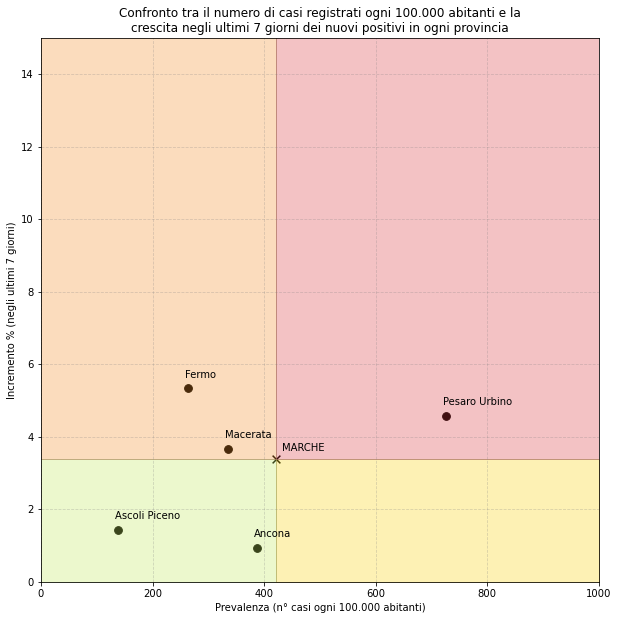 Confronto tra il numero di casi registrati ogni 100.000 abitanti e la
crescita negli ultimi 7 giorni dei nuovi positivi in ogni provincia
14
12
10
8
6
4
2
0
Incremento % (negli ultimi 7 giorni)
Fermo
Pesaro Urbino
Macerata
MARCHE
Ascoli Piceno
Ancona
0 200 400 600 800 1000
Prevalenza (n° casi ogni 100.000 abitanti)